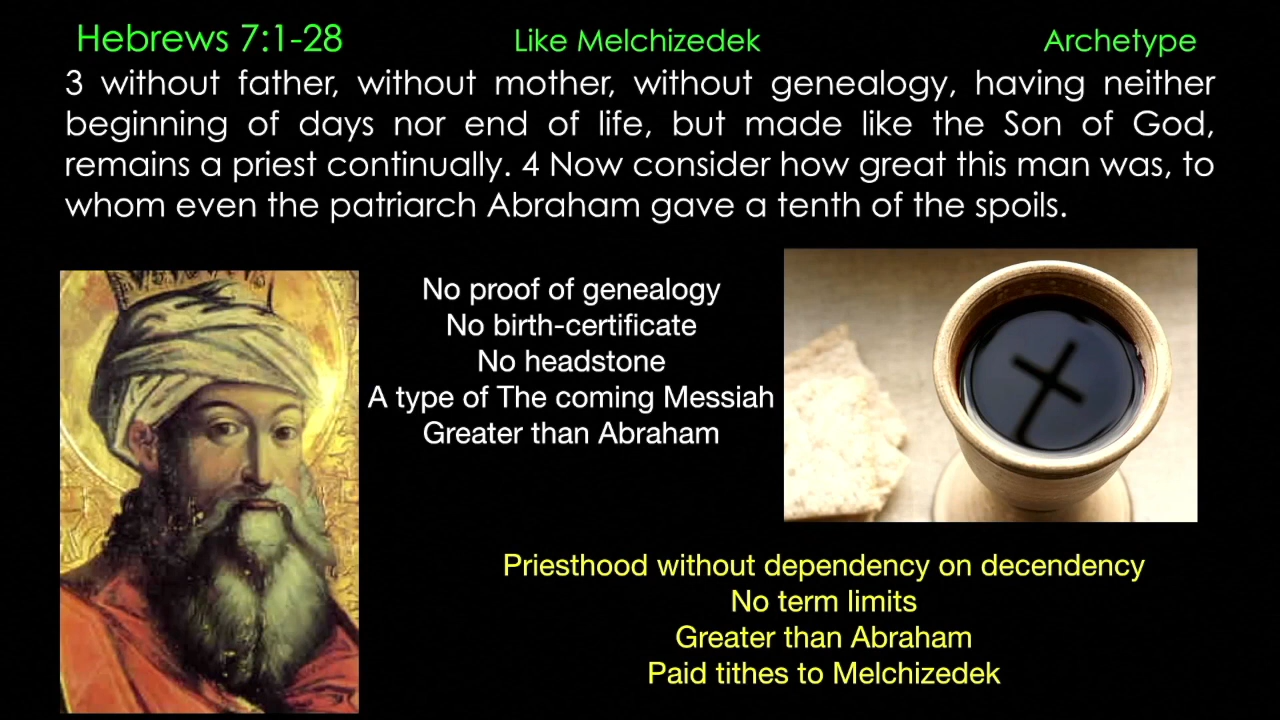 Hebrews 7:1-28 Like Melchizedek Archetype
3 without father, without mother, without genealogy, having neither
beginning of days nor end of life, but made like the Son of God,
remains a priest continually. 4 Now consider how great this man was, to
whom even the patriarch Abraham gave a tenth of the spoils.
No proof of genealogy
No birth-certificate
No headstone
A type of The coming Messiah
Greater than Abraham
Priesthood without dependency on decendency
No term limits
Greater than Abraham
Paid tithes to Melchizedek